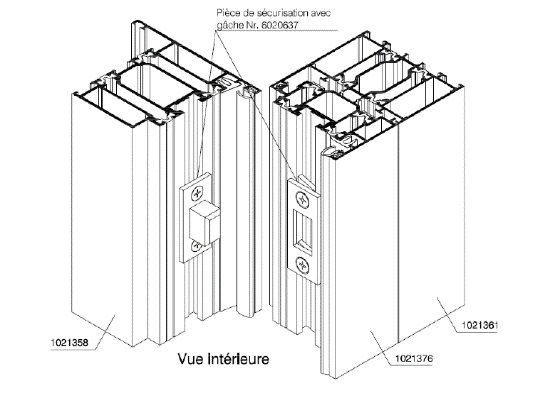 Pièce de sécurisation avec
gâche Nr. 6020637
1021358
Vue Intérieure
1021376
1021361